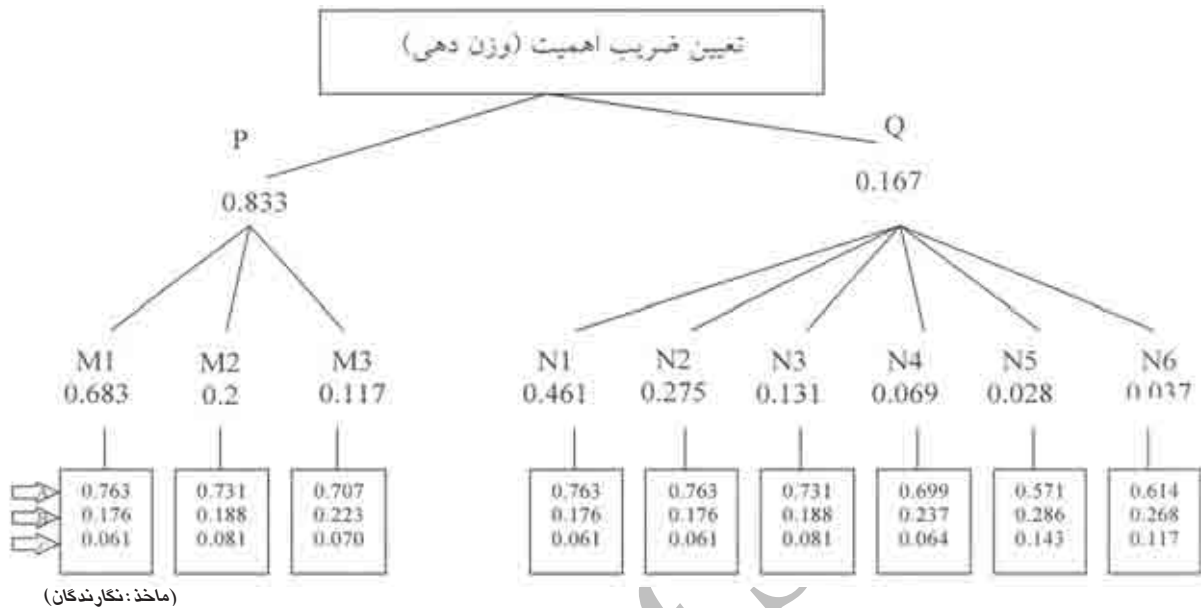 تعیین ضریب اهمیت (وزن دهی)
P Q
0.833 0.167
M1 M2 M3 N1 N2 N3 N4 N5 N6
0.683 0.2 0.117 0.461 0.275 0.131 0.069 0.028 0.037
A 0.763 0.731 0.707 0.763 0.763 0.731 0.699 0.571 0.614
B 0.176 0.188 0.223 0.176 0.176 0.188 0.237 0.286 0.268
0.061 0.081 0.070 0.061 0.061 0.081 0.064 0.143 0.117
(ماخذ: نگارندگان)